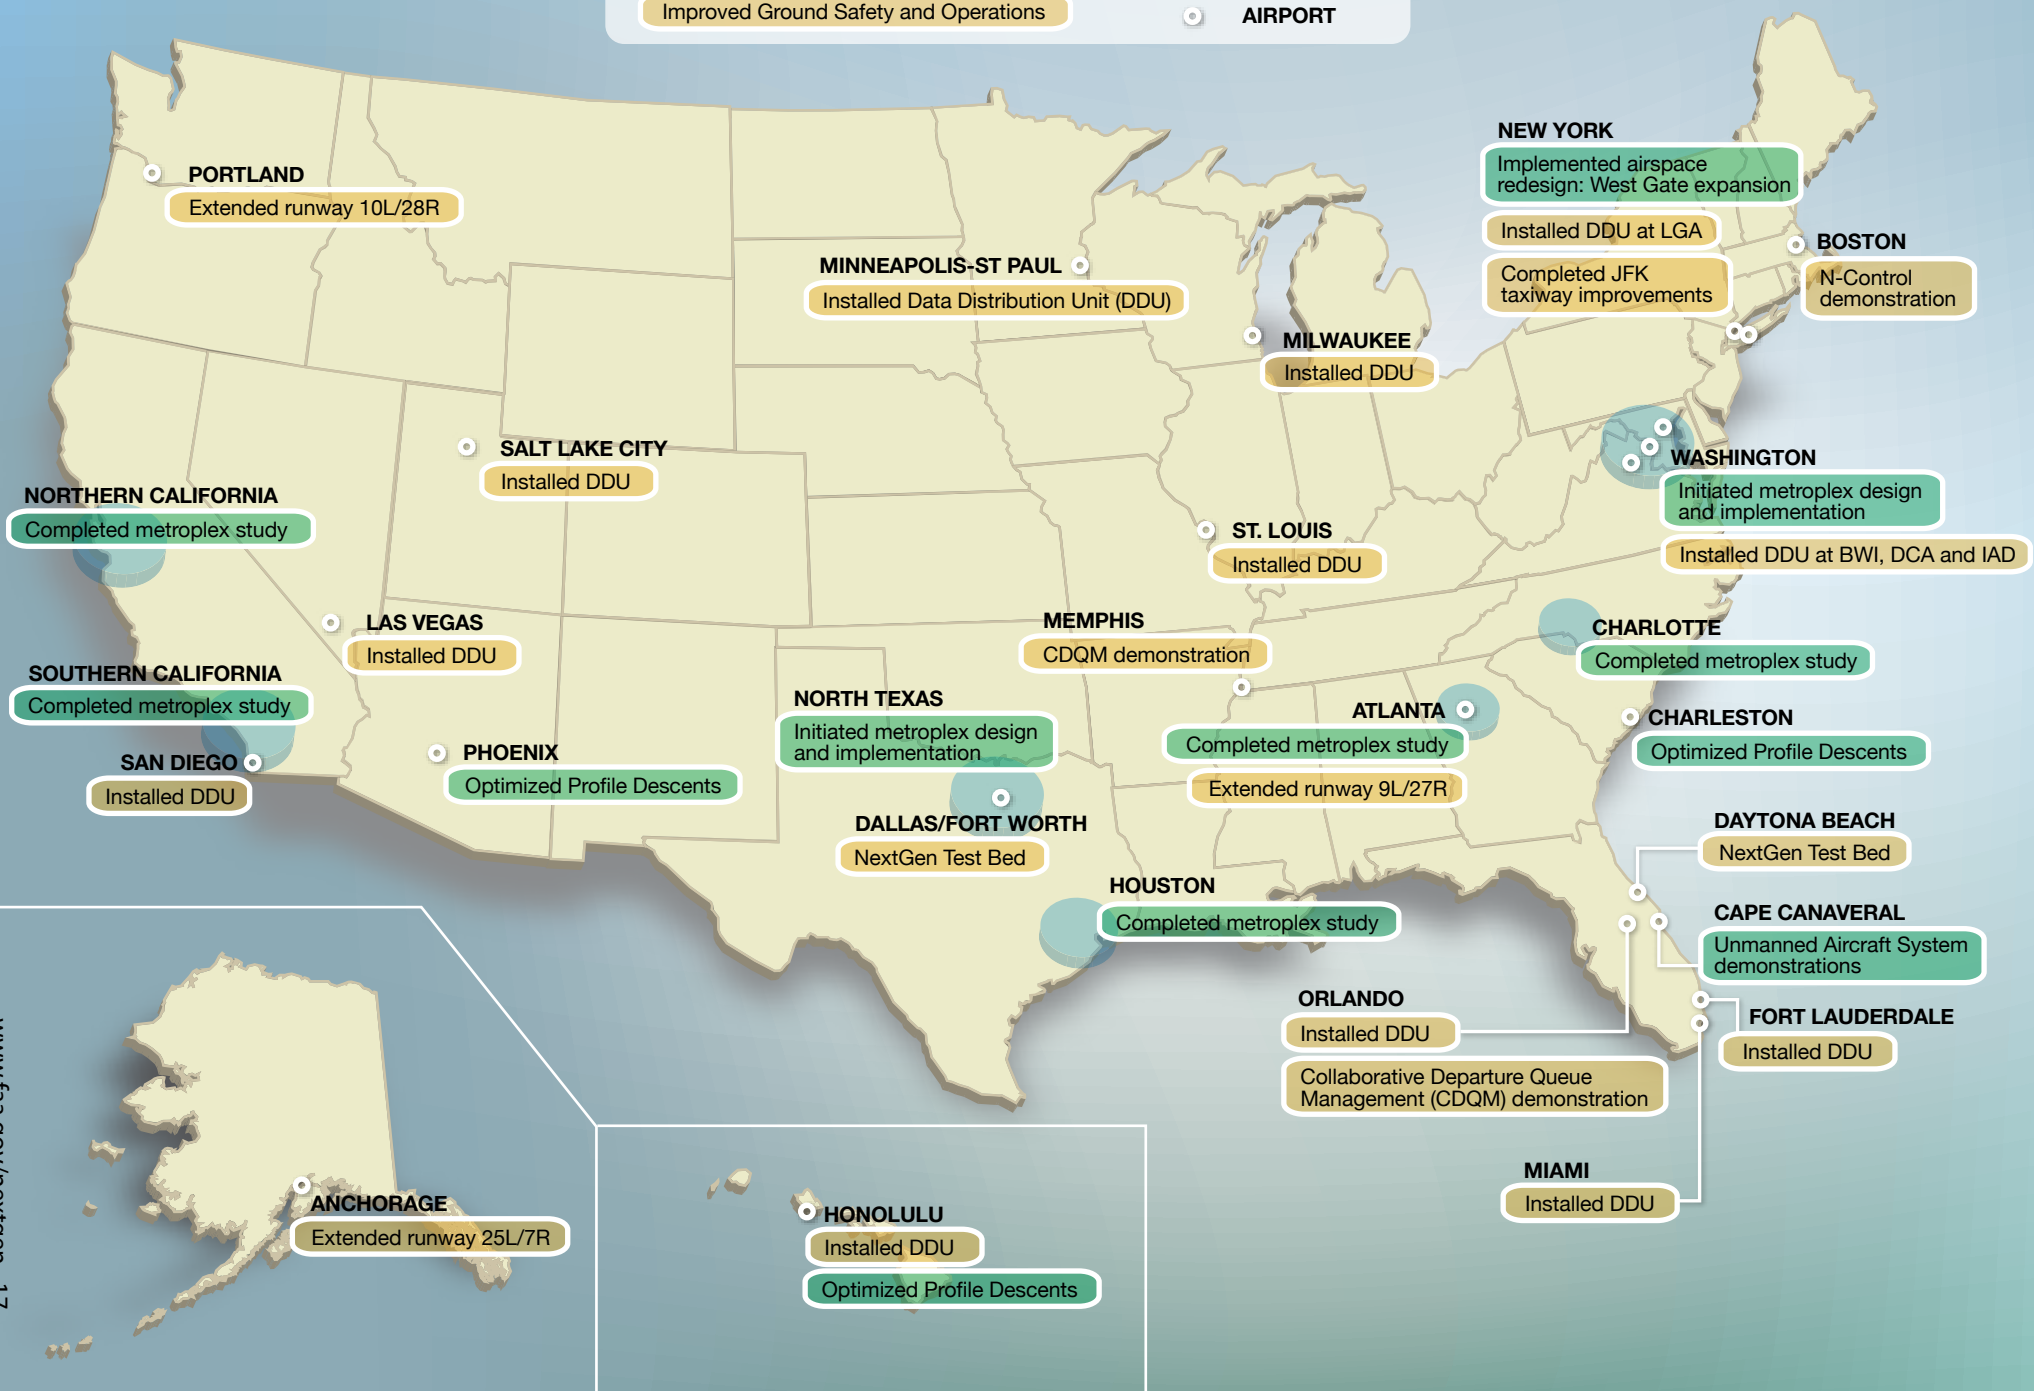 Improved Ground Safety and Operations
AIRPORT
NEW YORK
Implemented airspace
redesign: West Gate expansion
Installed DDU at LGA
Completed JFK
taxiway improvements
BOSTON
N-Control
demonstration
PORTLAND
Extended runway 10L/28R
MINNEAPOLIS-ST PAUL
Installed Data Distribution Unit (DDU)
MILWAUKEE
Installed DDU
SALT LAKE CITY
Installed DDU
WASHINGTON
Initiated metroplex design
and implementation
Installed DDU at BWI, DCA and IAD
NORTHERN CALIFORNIA
Completed metroplex study
ST. LOUIS
Installed DDU
LAS VEGAS
Installed DDU
MEMPHIS
CDQM demonstration
CHARLOTTE
Completed metroplex study
SOUTHERN CALIFORNIA
Completed metroplex study
NORTH TEXAS
Initiated metroplex design
and implementation
ATLANTA
Completed metroplex study
Extended runway 9L/27R
CHARLESTON
Optimized Profile Descents
SAN DIEGO
Installed DDU
PHOENIX
Optimized Profile Descents
DALLAS/FORT WORTH
NextGen Test Bed
DAYTONA BEACH
NextGen Test Bed
HOUSTON
Completed metroplex study
CAPE CANAVERAL
Unmanned Aircraft System
demonstrations
ORLANDO
Installed DDU
Collaborative Departure Queue
Management (CDQM) demonstration
FORT LAUDERDALE
Installed DDU
MIAMI
Installed DDU
ANCHORAGE
Extended runway 25L/7R
HONOLULU
Installed DDU
Optimized Profile Descents